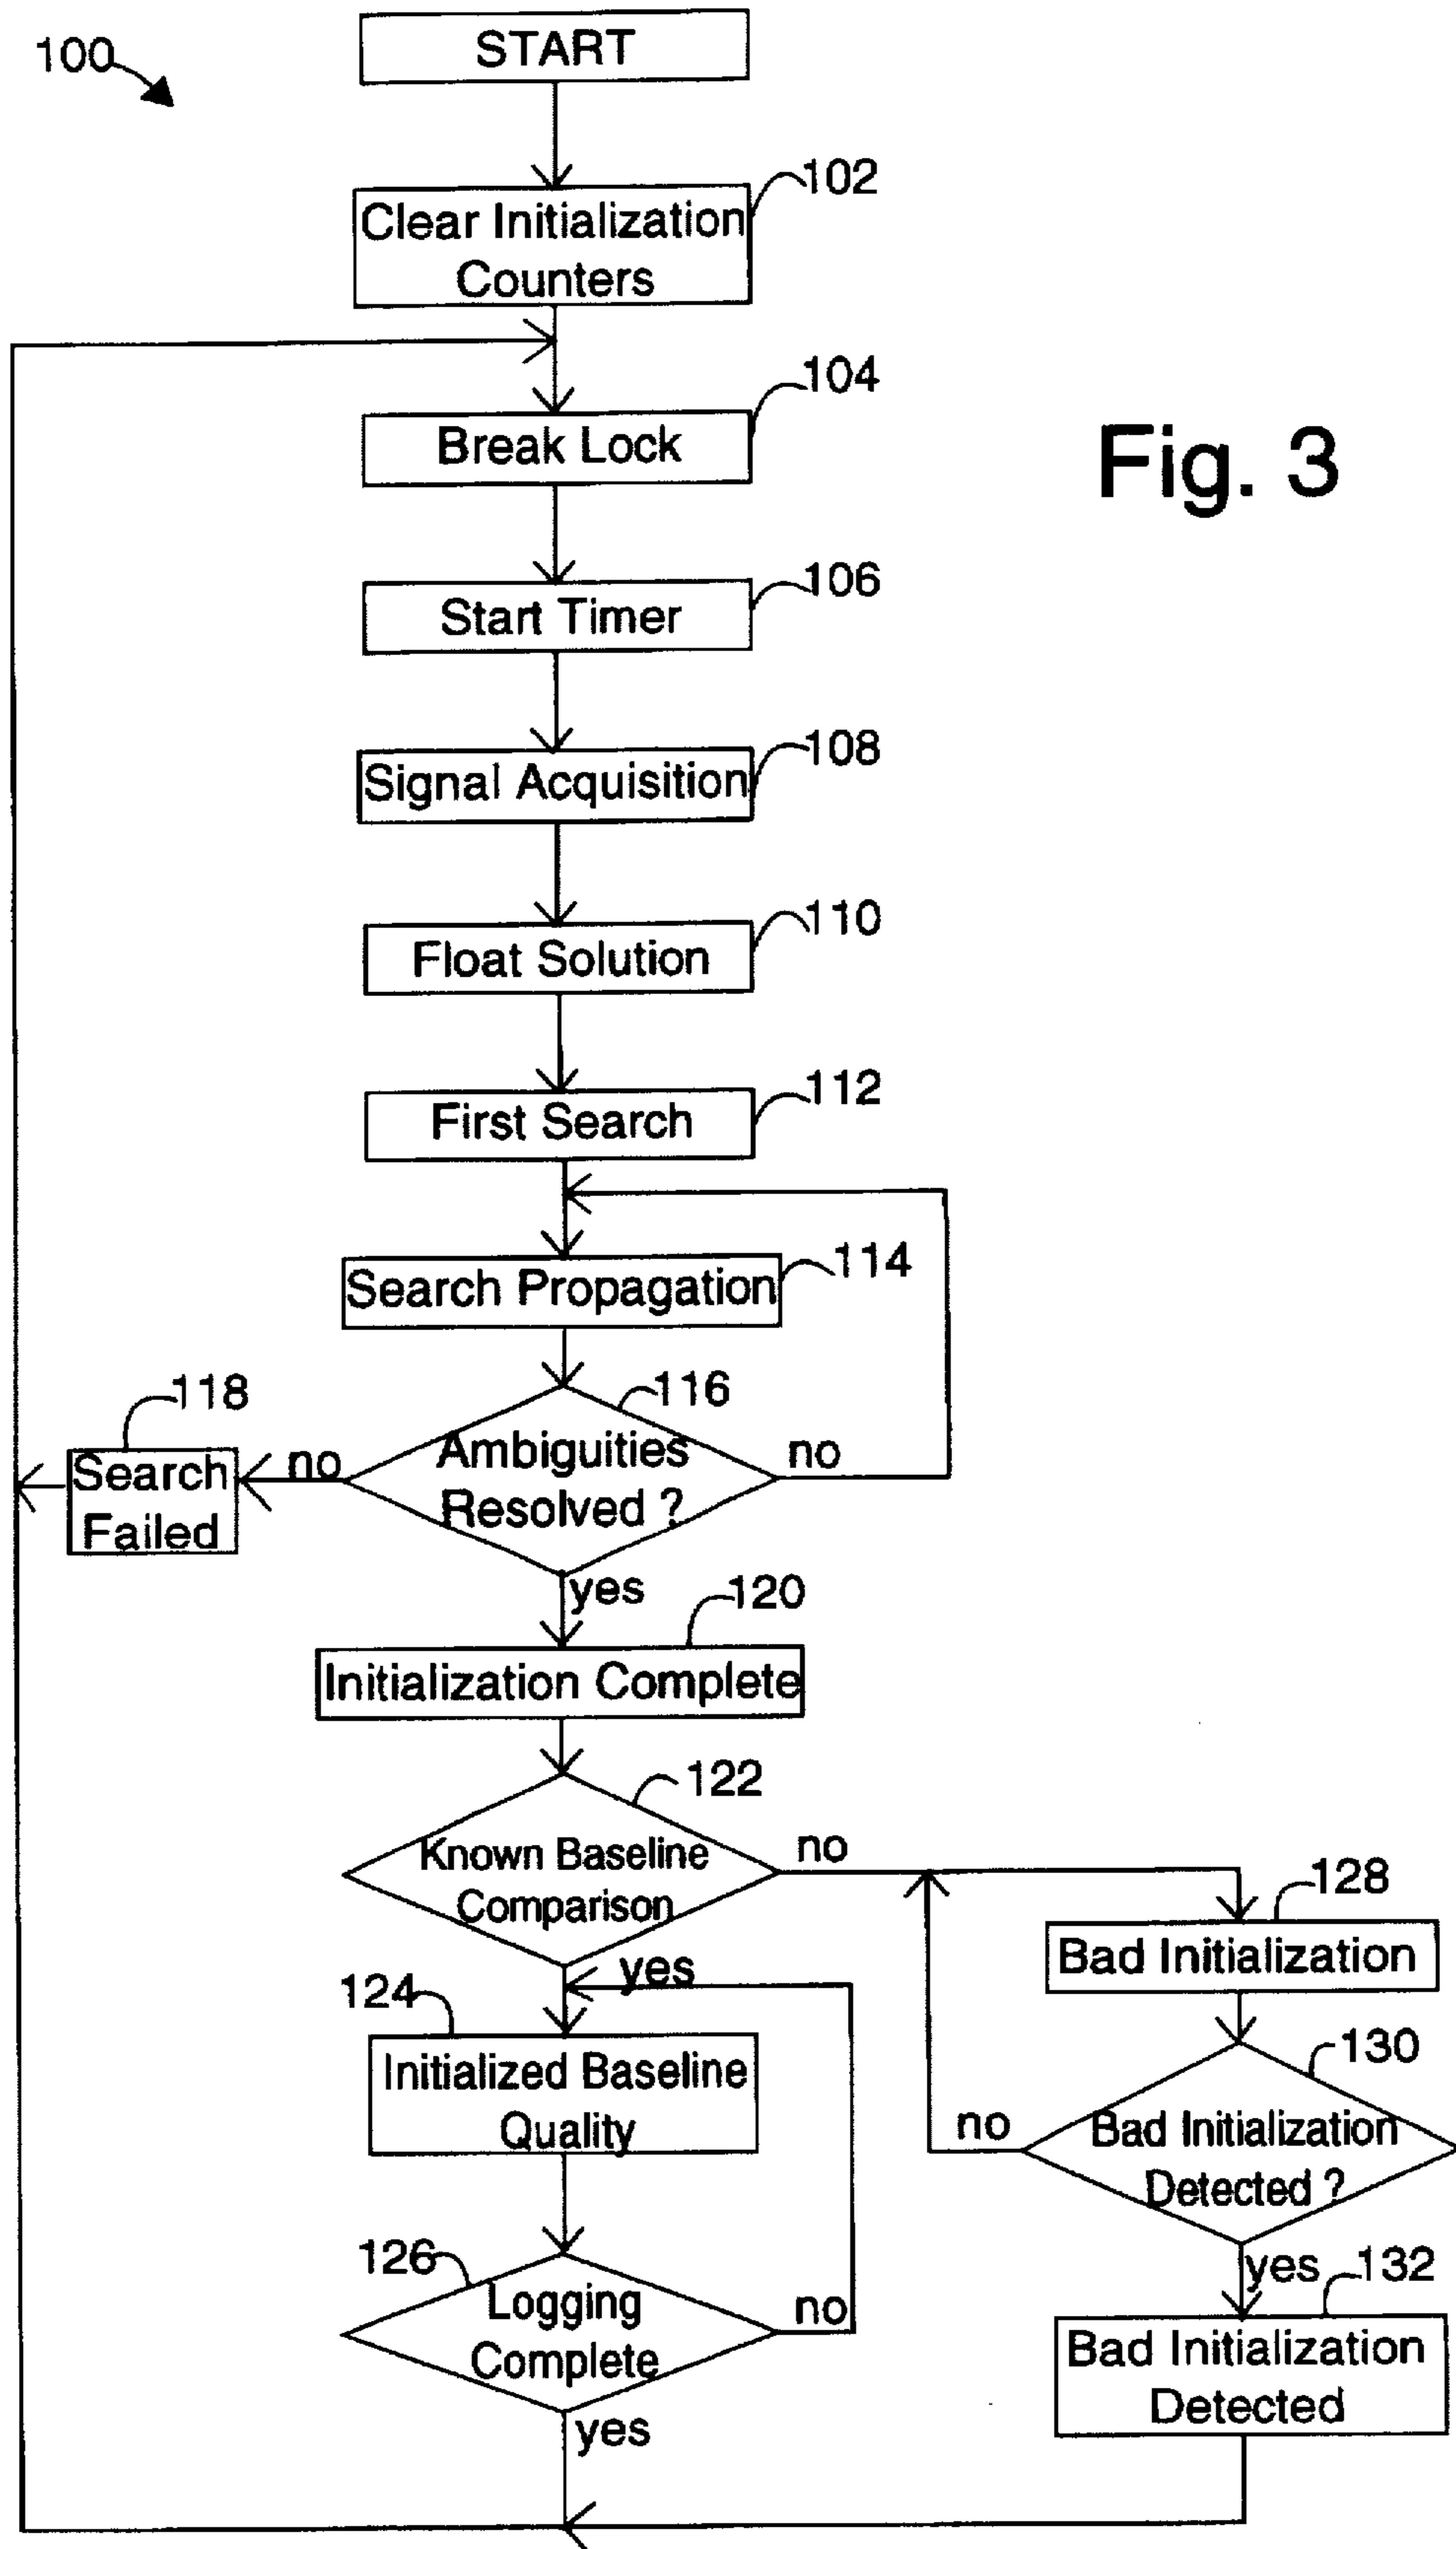 100
START
102
Clear Initialization
Counters
104
Break Lock
Fig. 3
106
Start Timer
108
Signal Acquisition
110
Float Solution
112
First Search
114
Search Propagation
118
116
Search
Failed
no
Ambiguities
Resolved ?
no
yes
120
Initialization Complete
122
Known Baseline
Comparison
no
128
Bad Initialization
yes
124
Initialized Baseline
Quality
130
no
Bad Initialization
Detected ?
126
Logging
Complete
no
yes
132
Bad Initialization
Detected
yes